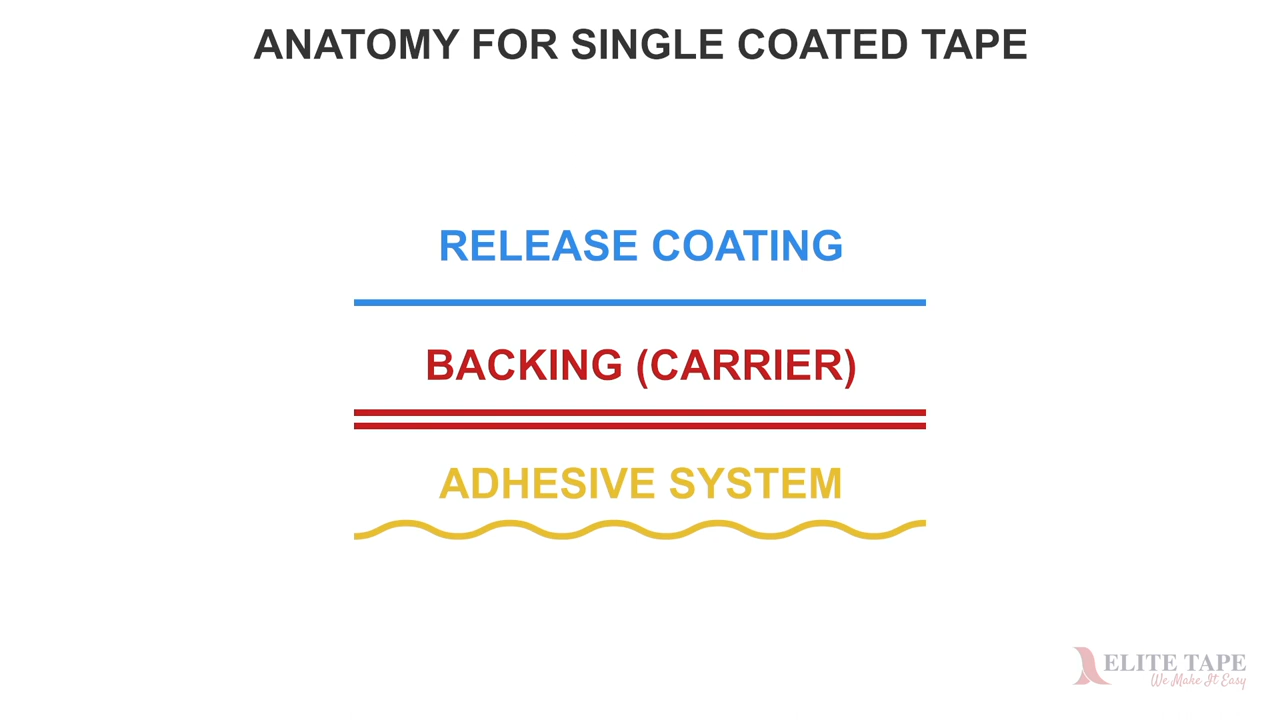 ANATOMY FOR SINGLE COATED TAPE
RELEASE COATING
BACKING (CARRIER)
ADHESIVE SYSTEM
ELITE TAPE
We Make It Easy